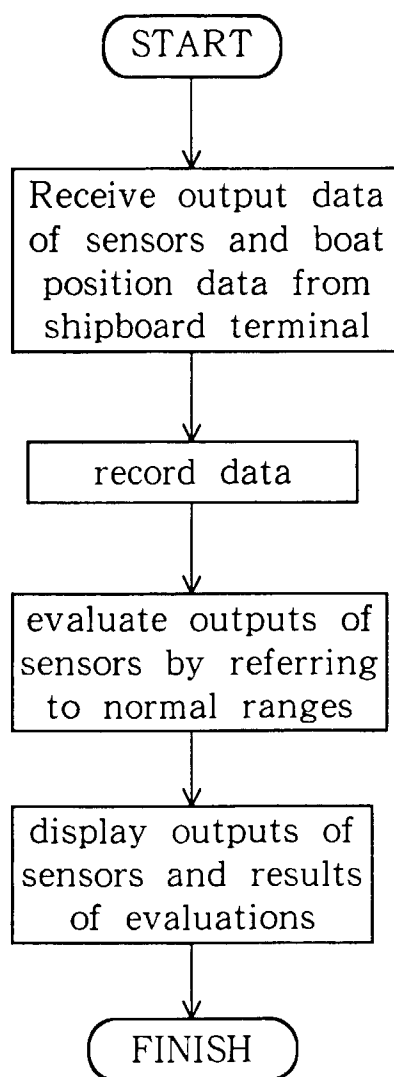 START
Receive output data
of sensors and boat
position data from
shipboard terminal
record data
evaluate outputs of
sensors by referring
to normal ranges
display outputs of
sensors and results
of evaluations
FINISH